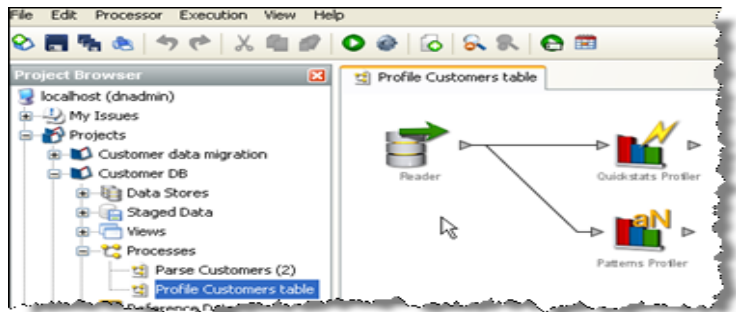 File Edit Processor Execution View Help
Project Browser
Profile Customers table
localhost (dnadmin)
My Issues
Projects
Customer data migration
Customer DB
Data Stores
Staged Data
Views
Processes
Parse Customers (2)
Profile Customers table
Reference Data
Reader
Quickstats Profiler
aN
Patterns Profiler